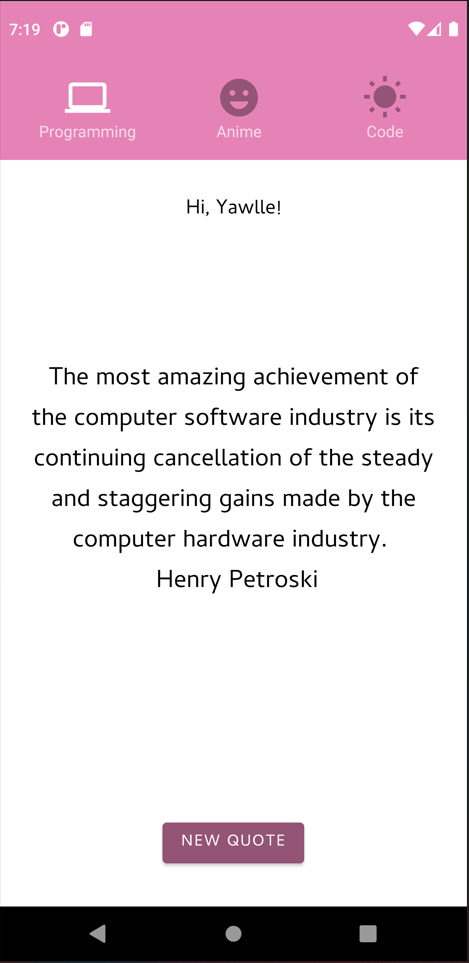 7:19
Programming Anime Code
Hi, Yawlle!
The most amazing achievement of
the computer software industry is its
continuing cancellation of the steady
and staggering gains made by the
computer hardware industry.
Henry Petroski
NEW QUOTE